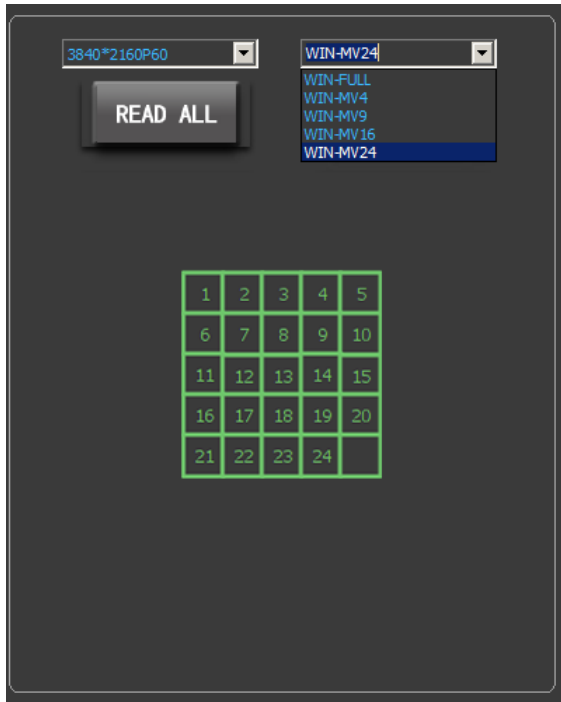 3840*2160P60
WIN-MV24
READ ALL
WIN-FULL
WIN-MV4
WIN-MV9
WIN-MV16
WIN-MV24
1 2 3 4 5
6 7 8 9 10
11 12 13 14 15
16 17 18 19 20
21 22 23 24